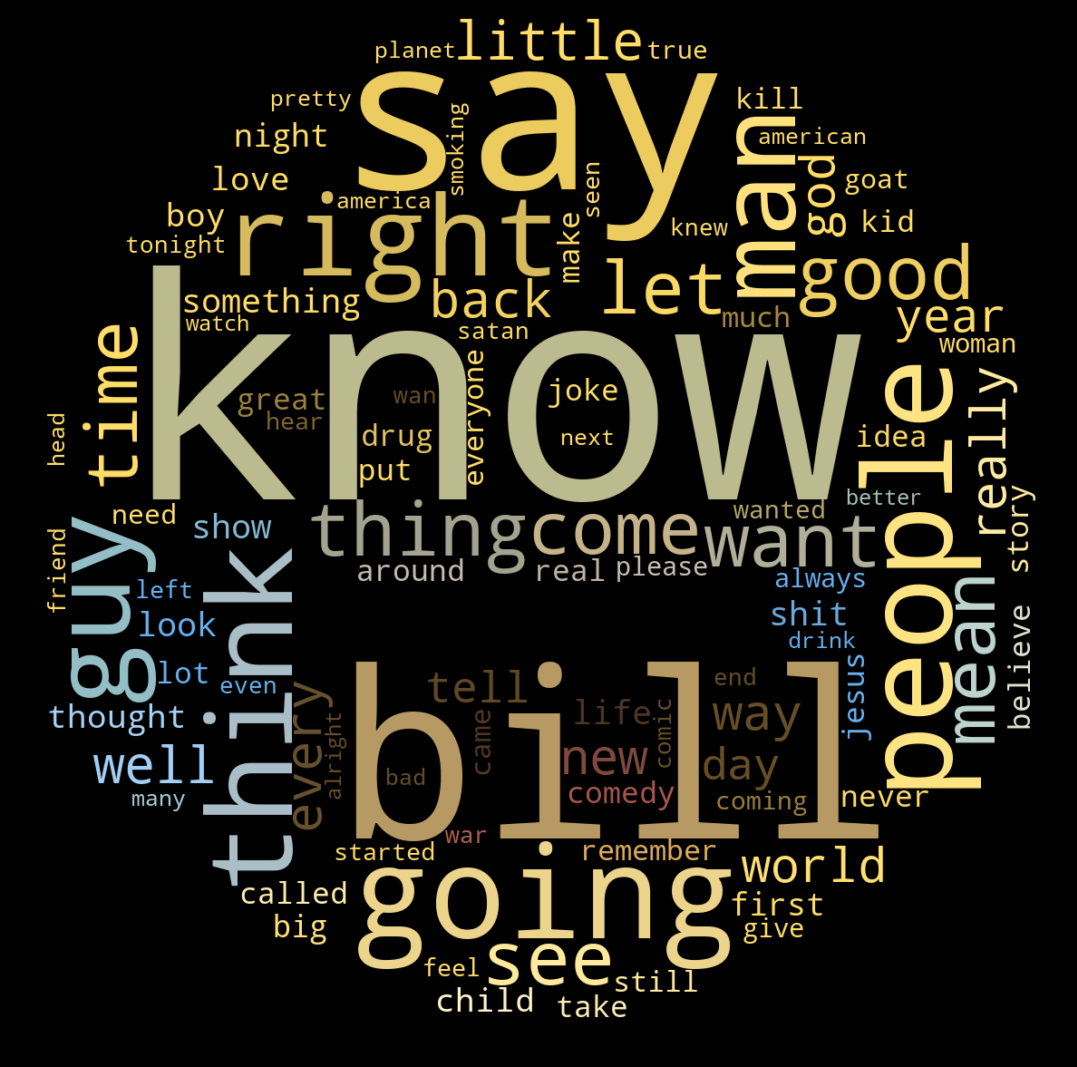 planet
little
true
say
pretty
kill
smoking
night
american
man
love
america
seen
god
goat
boy
right
make
knew
kid
tonight
let
good
something
back
much
year
watch
satan
woman
time
know
everyone
great
wan
joke
really
hear
head
drug
next
idea
put
people
need
show
thing
come
want
wanted
better
story
friend
guy
think
around
real
please
always
left
look
shit
drink
mean
believe
lot
even
jesus
thought
every
alright
tell
bill
came
life
comic
end
way
well
many
bad
new
day
comedy
coming
never
war
started
remember
going
world
called
first
big
give
feel
see
still
child
take